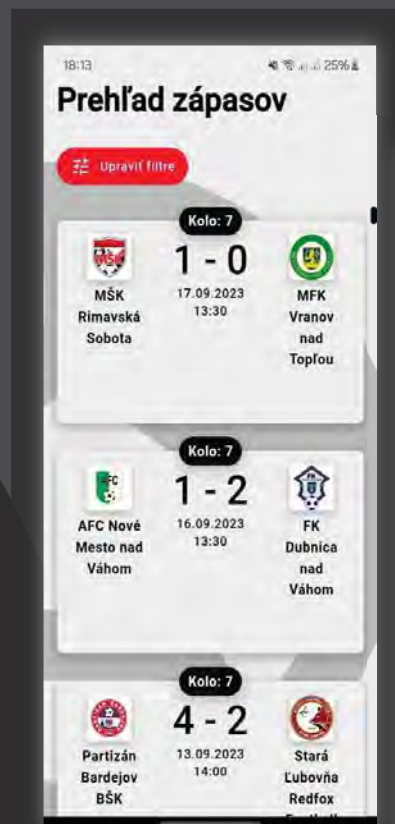 18:13
25%
Prehľad zápasov
Upraviť filtre
Kolo: 7
1 - 0
17.09.2023
13:30
MŠK
Rimavská
Sobota
MFK
Vranov
nad
Topľou
Kolo: 7
1 - 2
16.09.2023
13:30
AFC Nové
Mesto nad
Váhom
FK
Dubnica
nad
Váhom
Kolo: 7
4 - 2
13.09.2023
14:00
Partizán
Bardejov
BŠK
Stará
Ľubovňa
Redfox